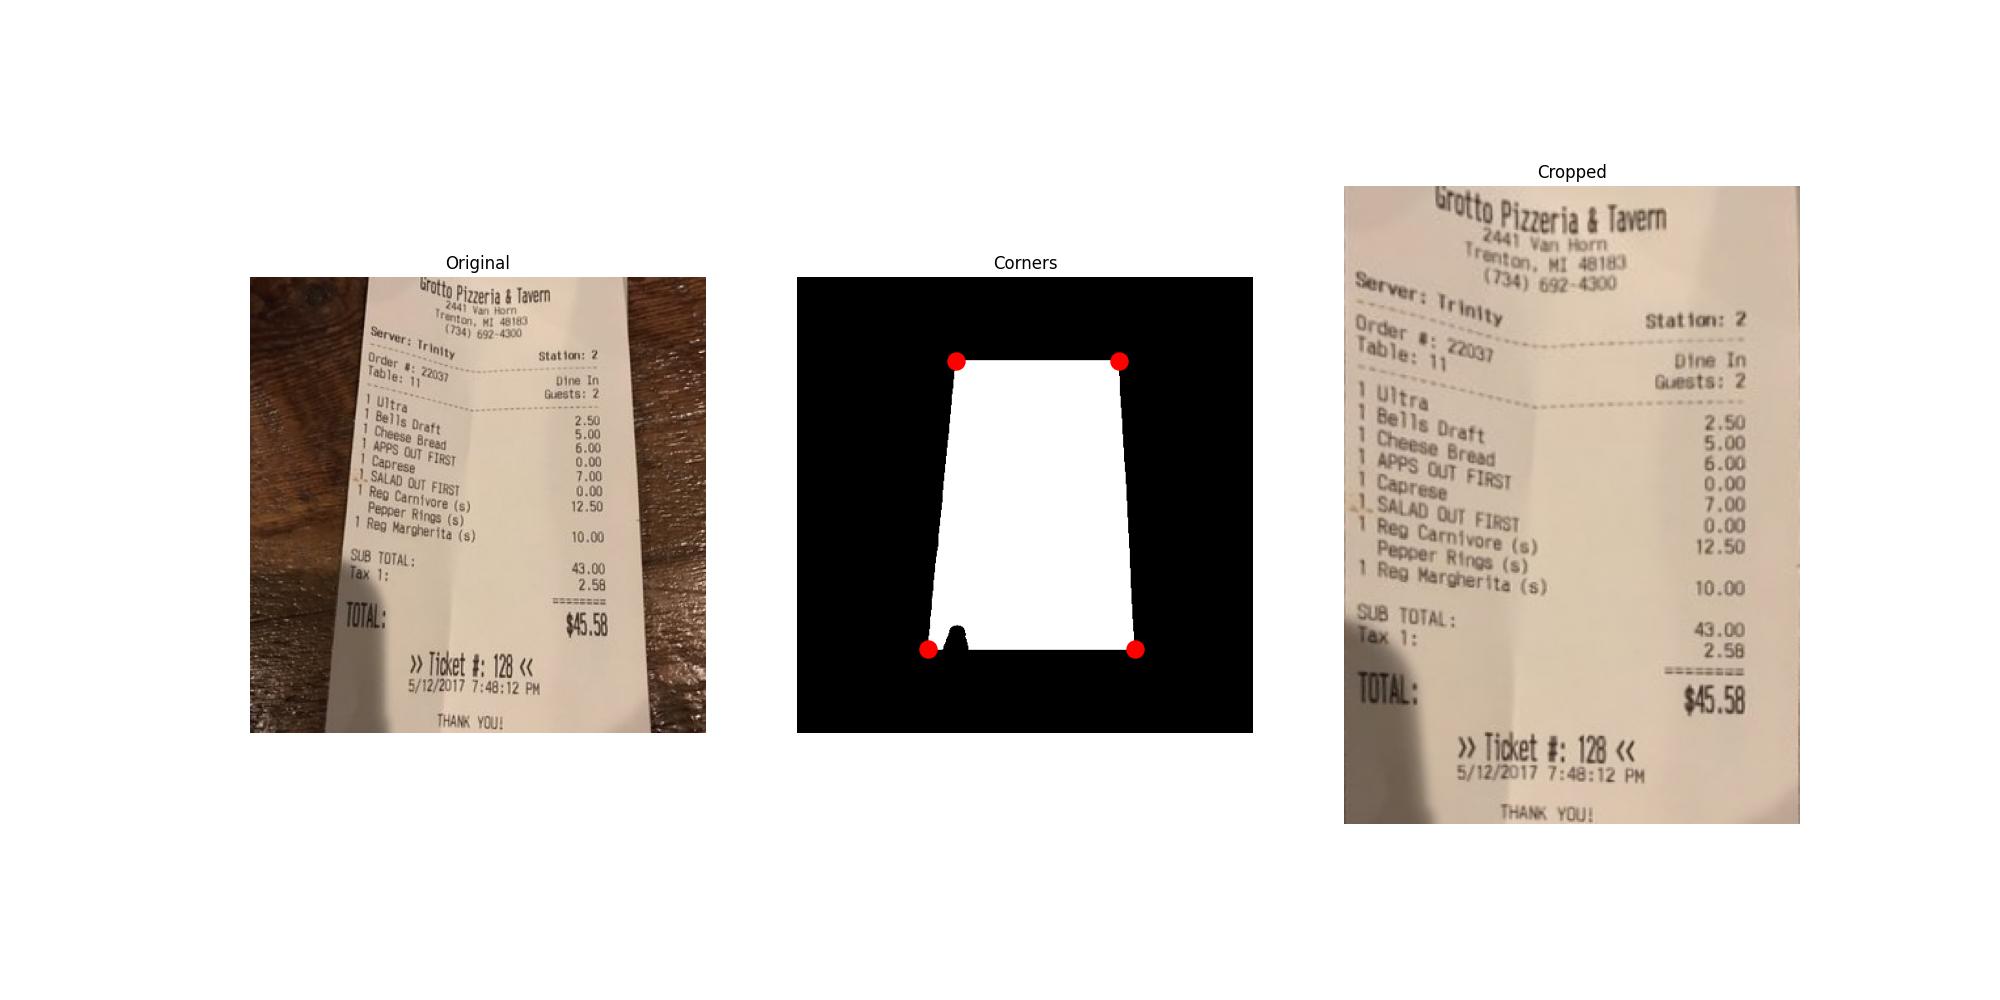 Original
Grotto Pizzeria & Tavern
2441 Van Horn
Trenton, MI 48183
(734) 692-4300
Server: Trinity Station: 2
Order #: 22037 Dine In
Table: 11 Guests: 2
1 Ultra 2.50
1 Bells Draft 5.00
1 Cheese Bread 6.00
1 APPS OUT FIRST 0.00
1 Caprese 7.00
1 SALAD OUT FIRST 0.00
1 Reg Carnivore (s) 12.50
Pepper Rings (s)
1 Reg Margherita (s) 10.00
SUB TOTAL: 43.00
Tax 1: 2.58
========
TOTAL: $45.58
>> Ticket #: 128 <<
5/12/2017 7:48:12 PM
THANK YOU!
Corners
Cropped
Grotto Pizzeria & Tavern
2441 Van Horn
Trenton, MI 48183
(734) 692-4300
Server: Trinity Station: 2
Order #: 22037 Dine In
Table: 11 Guests: 2
1 Ultra 2.50
1 Bells Draft 5.00
1 Cheese Bread 6.00
1 APPS OUT FIRST 0.00
1 Caprese 7.00
1 SALAD OUT FIRST 0.00
1 Reg Carnivore (s) 12.50
Pepper Rings (s)
1 Reg Margherita (s) 10.00
SUB TOTAL: 43.00
Tax 1: 2.58
========
TOTAL: $45.58
>> Ticket #: 128 <<
5/12/2017 7:48:12 PM
THANK YOU!